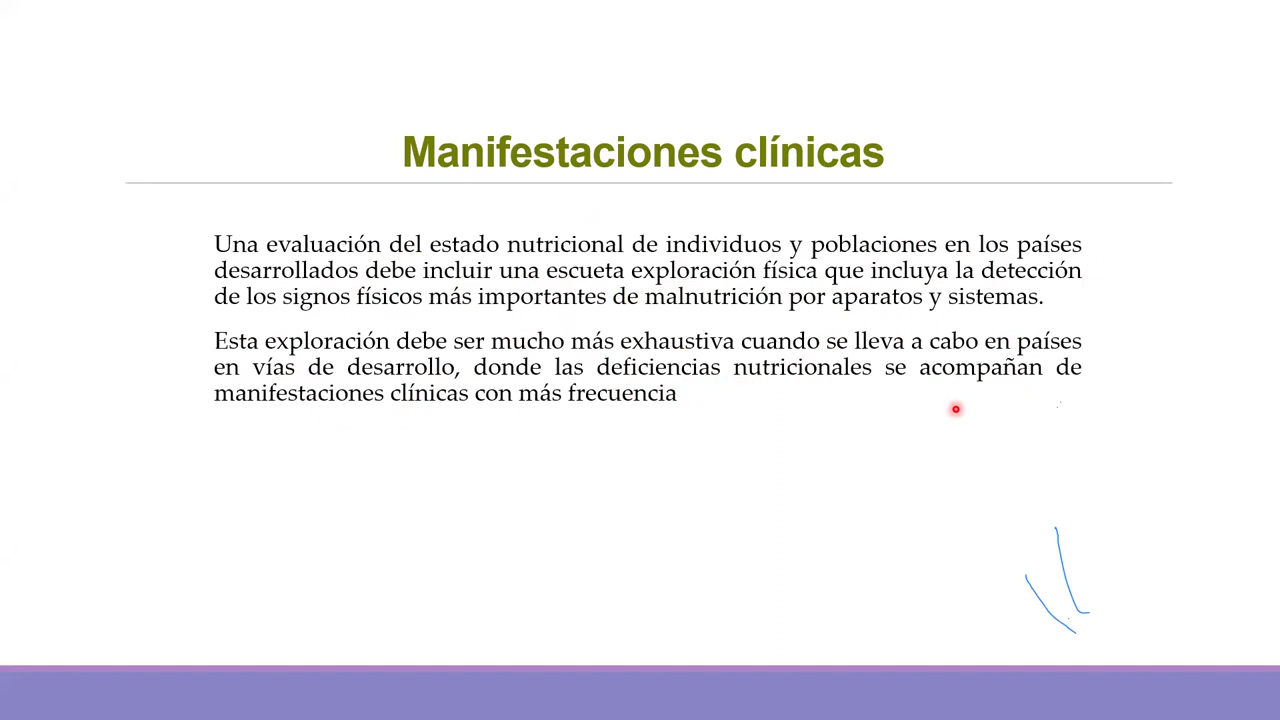 Manifestaciones clínicas
Una evaluación del estado nutricional de individuos y poblaciones en los países
desarrollados debe incluir una escueta exploración física que incluya la detección
de los signos físicos más importantes de malnutrición por aparatos y sistemas.
Esta exploración debe ser mucho más exhaustiva cuando se lleva a cabo en países
en vías de desarrollo, donde las deficiencias nutricionales se acompañan de
manifestaciones clínicas con más frecuencia